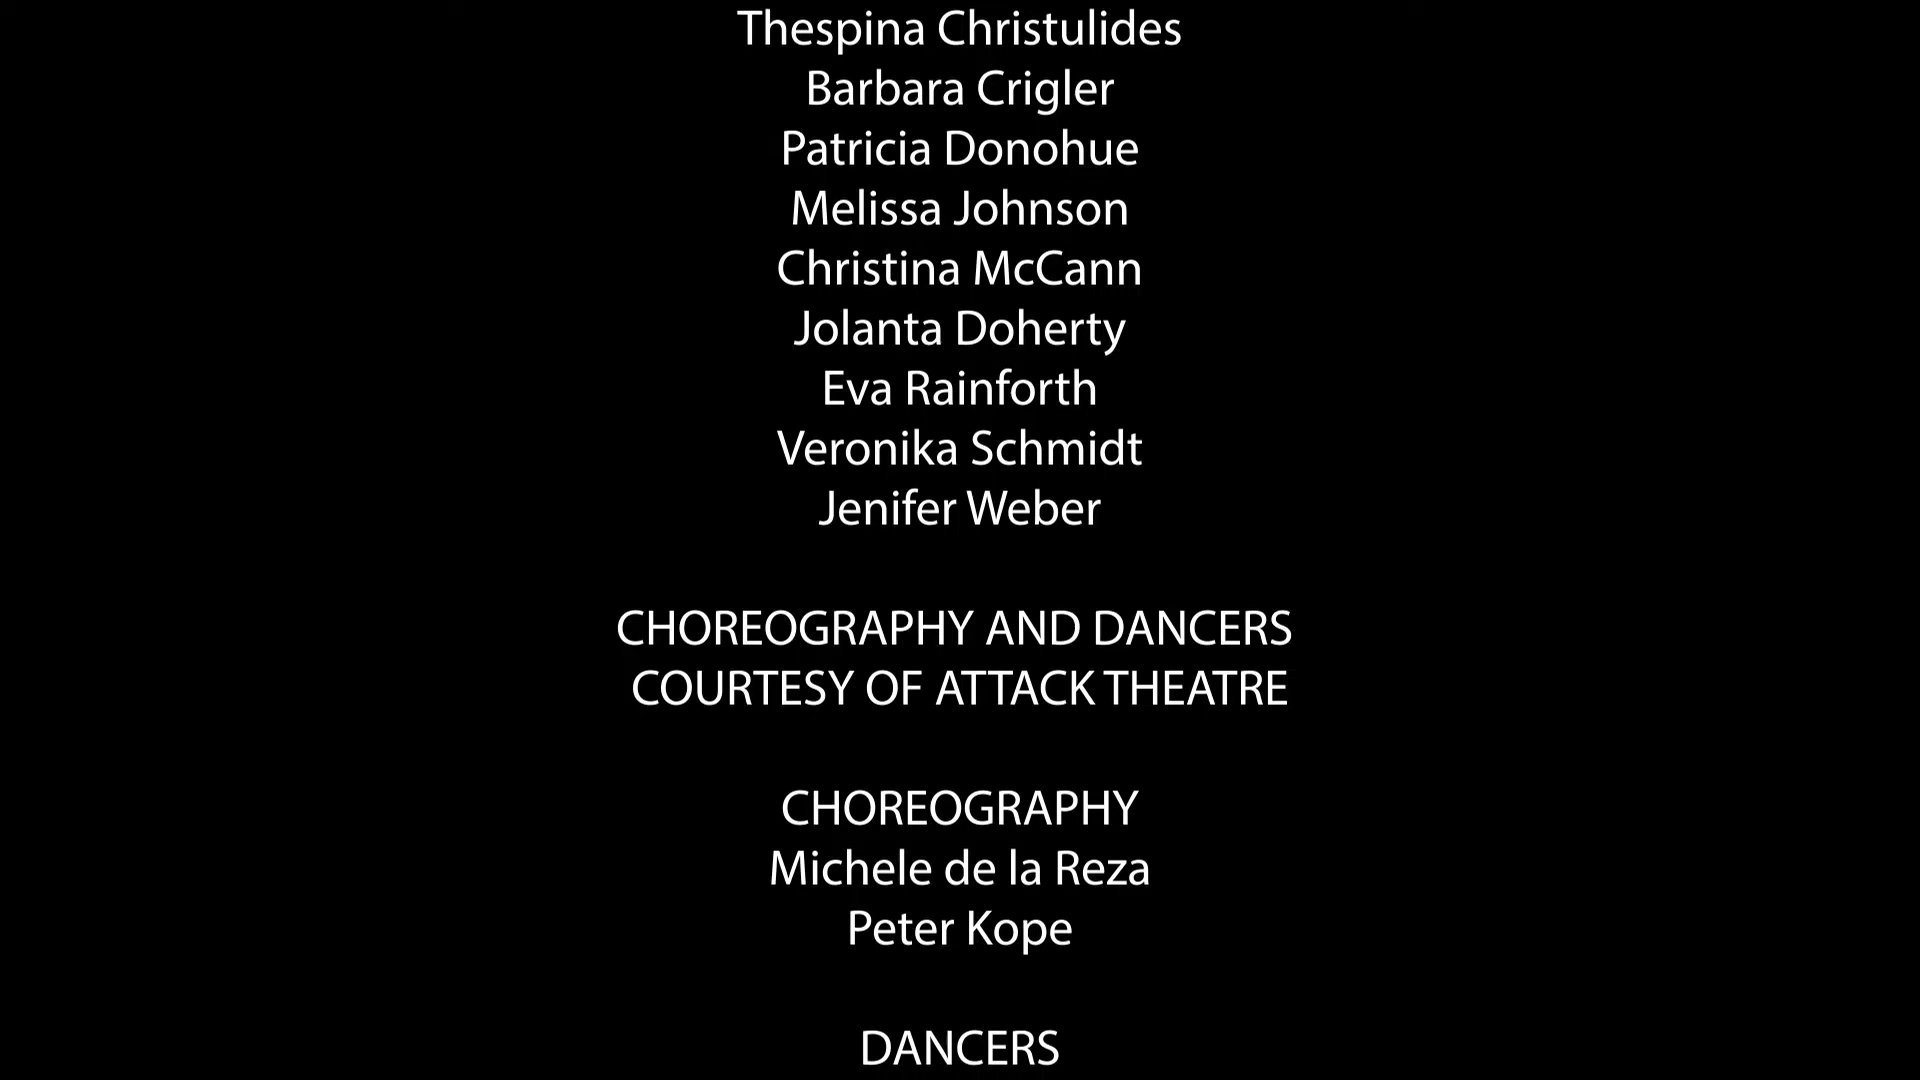 Thespina Christulides
Barbara Crigler
Patricia Donohue
Melissa Johnson
Christina McCann
Jolanta Doherty
Eva Rainforth
Veronika Schmidt
Jenifer Weber
CHOREOGRAPHY AND DANCERS
COURTESY OF ATTACK THEATRE
CHOREOGRAPHY
Michele de la Reza
Peter Kope
DANCERS